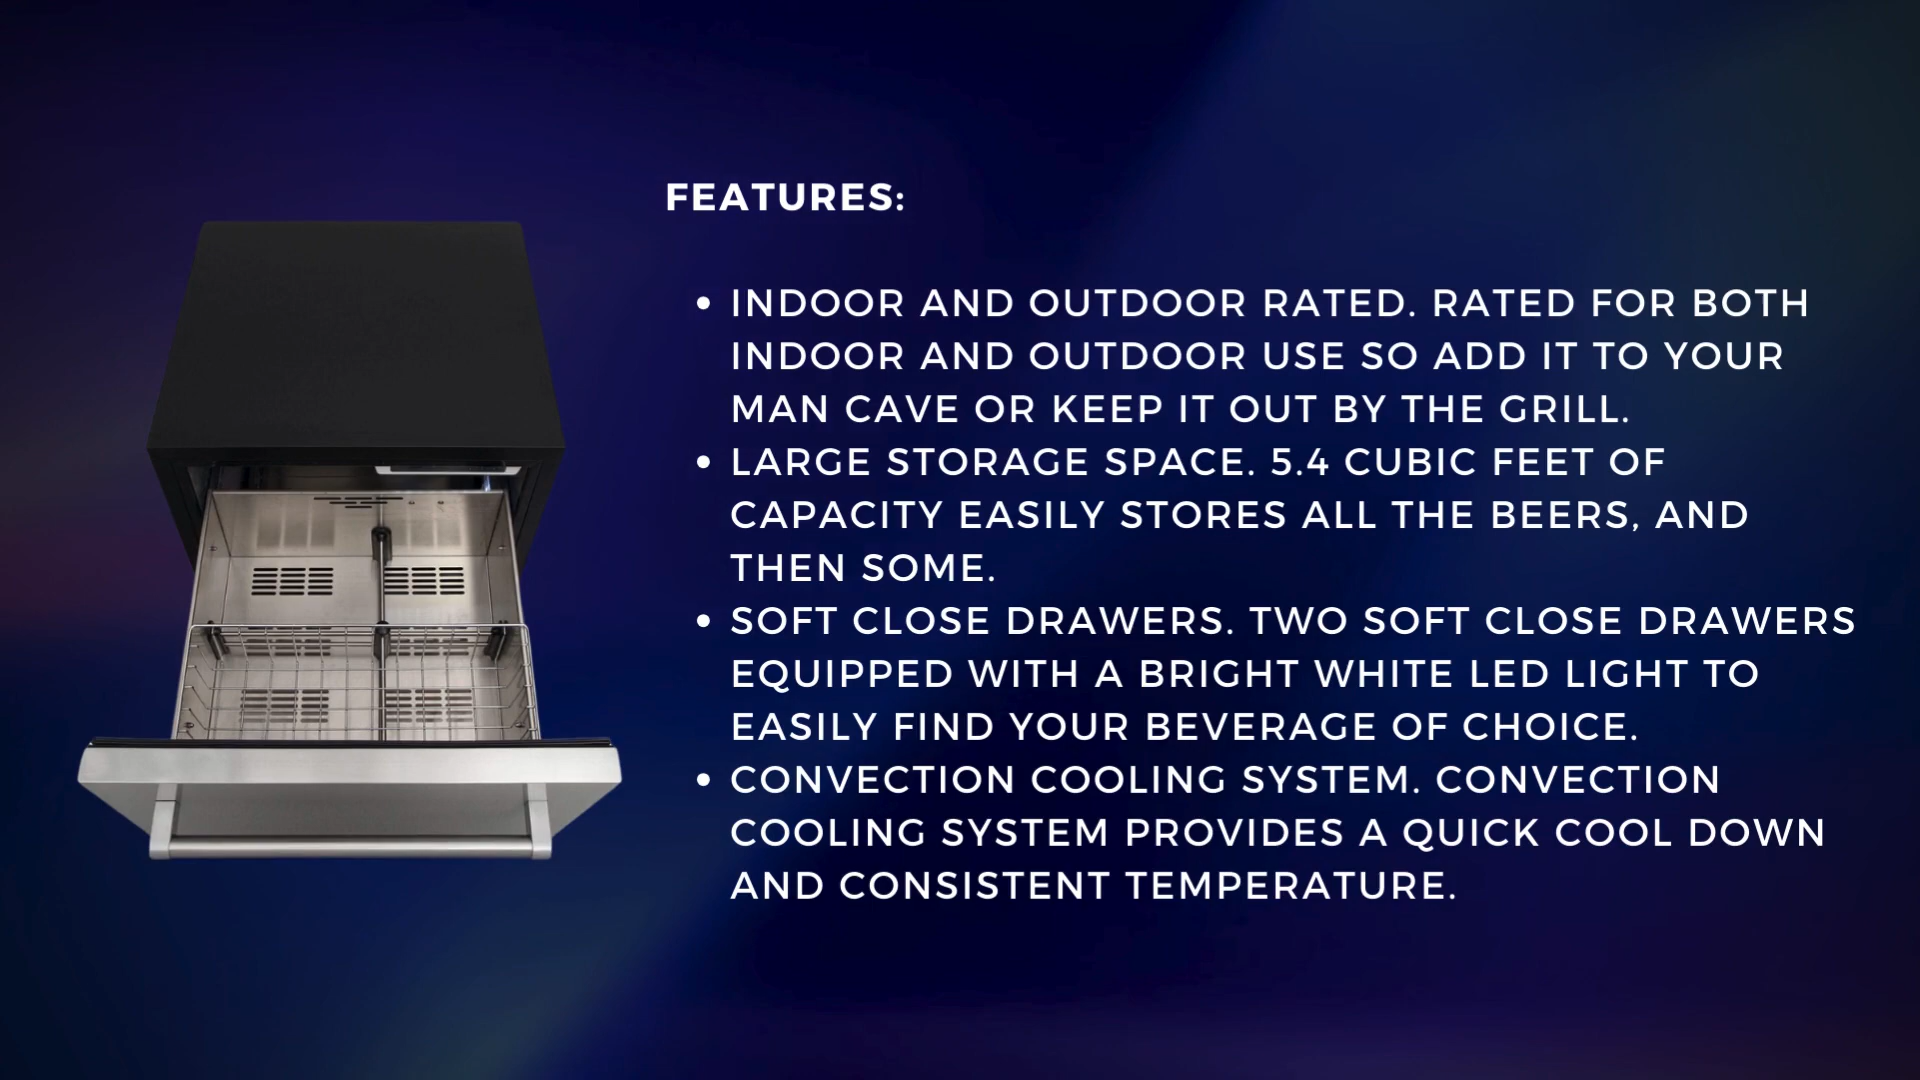 FEATURES:
• INDOOR AND OUTDOOR RATED. RATED FOR BOTH
INDOOR AND OUTDOOR USE SO ADD IT TO YOUR
MAN CAVE OR KEEP IT OUT BY THE GRILL.
• LARGE STORAGE SPACE. 5.4 CUBIC FEET OF
CAPACITY EASILY STORES ALL THE BEERS, AND
THEN SOME.
• SOFT CLOSE DRAWERS. TWO SOFT CLOSE DRAWERS
EQUIPPED WITH A BRIGHT WHITE LED LIGHT TO
EASILY FIND YOUR BEVERAGE OF CHOICE.
• CONVECTION COOLING SYSTEM. CONVECTION
COOLING SYSTEM PROVIDES A QUICK COOL DOWN
AND CONSISTENT TEMPERATURE.